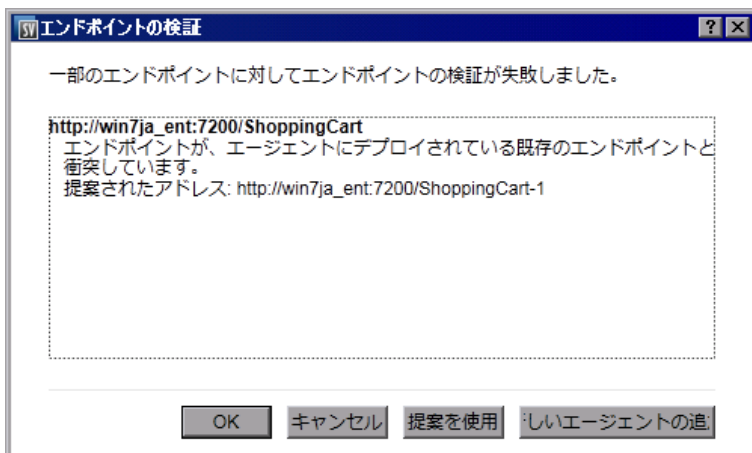 SV エンドポイントの検証
一部のエンドポイントに対してエンドポイントの検証が失敗しました。
http://win7ja_ent:7200/ShoppingCart
エンドポイントが、エージェントにデプロイされている既存のエンドポイントと
衝突しています。
提案されたアドレス: http://win7ja_ent:7200/ShoppingCart-1
OK キャンセル 提案を使用 しいエージェントの追